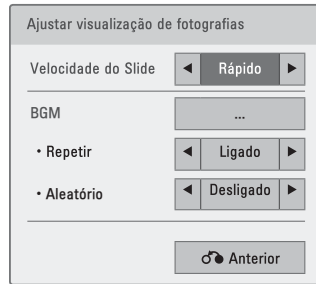 Ajustar visualização de fotografias
Velocidade do Slide ◄ Rápido ►
BGM ...
• Repetir ◄ Ligado ►
• Aleatório ◄ Desligado ►
Anterior